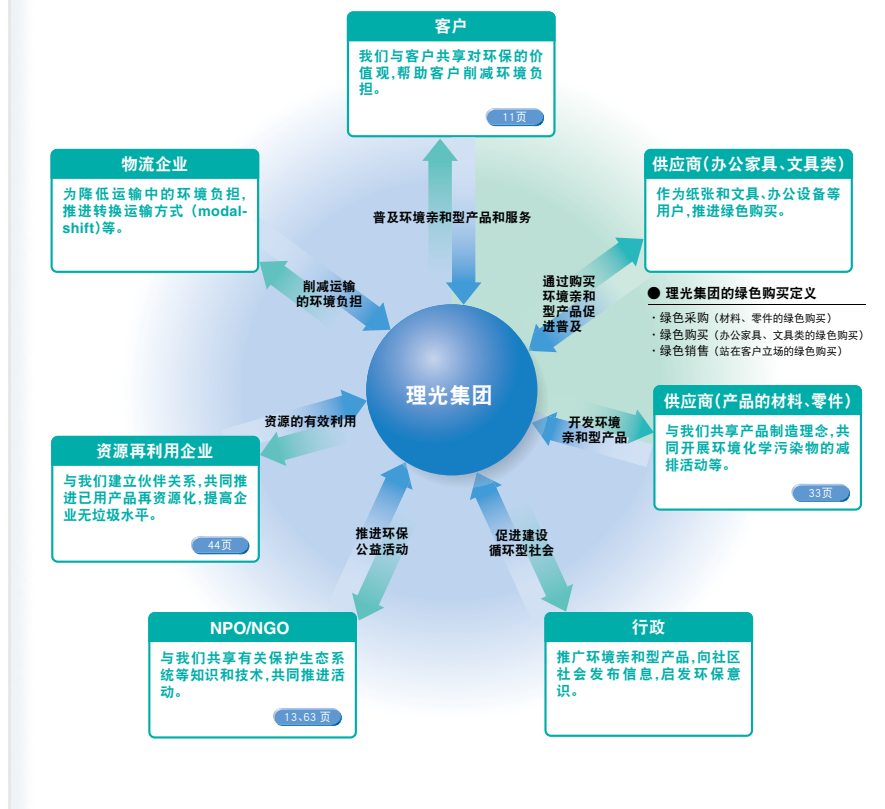 客户
我们与客户共享对环保的价
值观,帮助客户削减环境负
担。
11页
物流企业
为降低运输中的环境负担,
推进转换运输方式（modal-
shift)等。
供应商(办公家具、文具类)
作为纸张和文具、办公设备等
用户,推进绿色购买。
普及环境亲和型产品和服务
削减运输
的环境负担
通过购买
环境亲和
型产品促
进普及
● 理光集团的绿色购买定义
・绿色采购（材料、零件的绿色购买）
・绿色购买（办公家具、文具类的绿色购买）
・绿色销售（站在客户立场的绿色购买）
理光集团
供应商(产品的材料、零件)
与我们共享产品制造理念,共
同开展环境化学污染物的减
排活动等。
33页
资源的有效利用
开发环境
亲和型产品
资源再利用企业
与我们建立伙伴关系,共同推
进已用产品再资源化,提高企
业无垃圾水平。
44页
推进环保
公益活动
促进建设
循环型社会
NPO/NGO
与我们共享有关保护生态系
统等知识和技术,共同推进活
动。
13、63 页
行政
推广环境亲和型产品,向社区
社会发布信息,启发环保意
识。